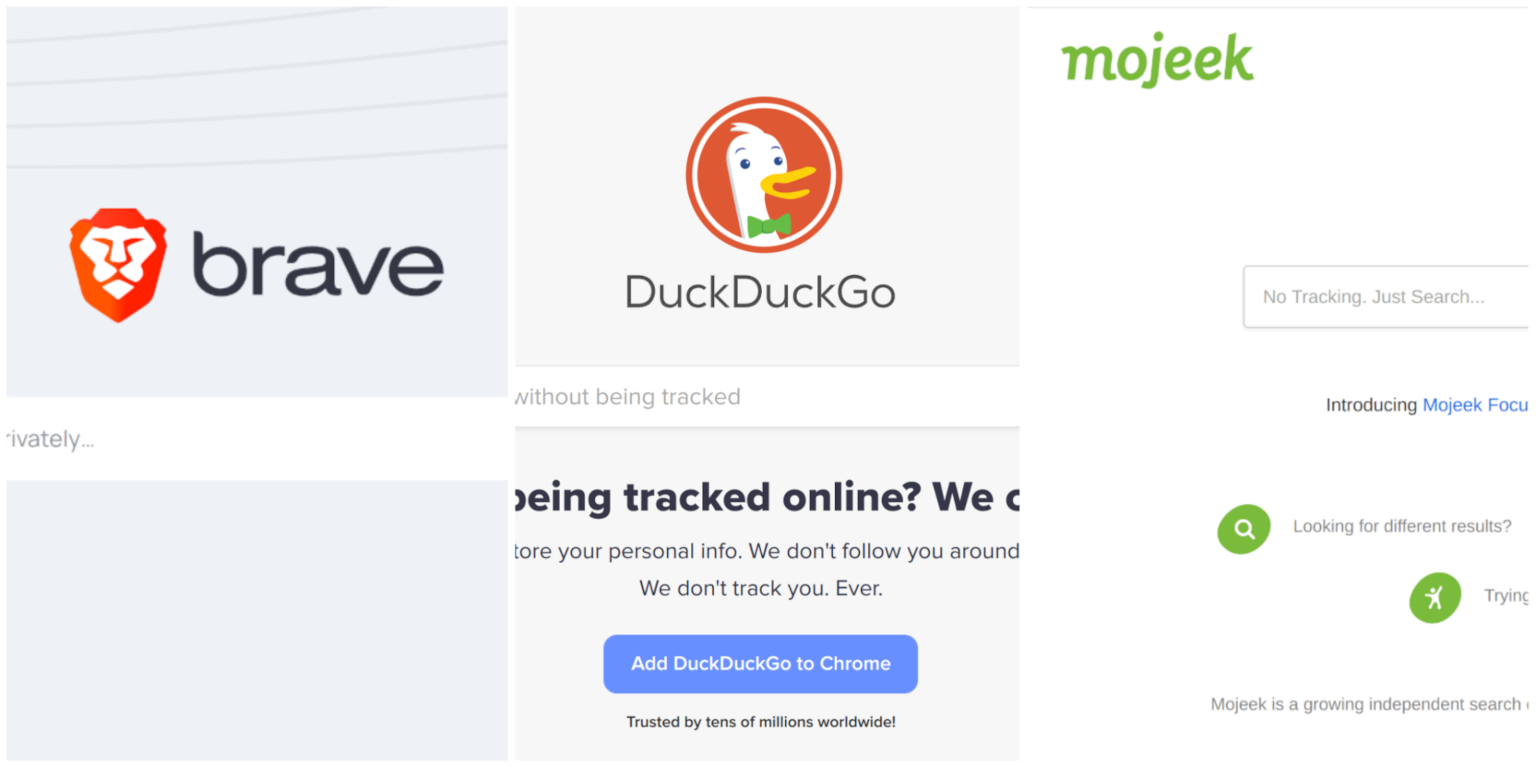 brave
rivately...
DuckDuckGo
without being tracked
being tracked online? We
tore your personal info. We don't follow you around
We don't track you. Ever.
Add DuckDuckGo to Chrome
Trusted by tens of millions worldwide!
mojeek
No Tracking. Just Search...
Introducing Mojeek Focu
Looking for different results?
Trying
Mojeek is a growing independent search